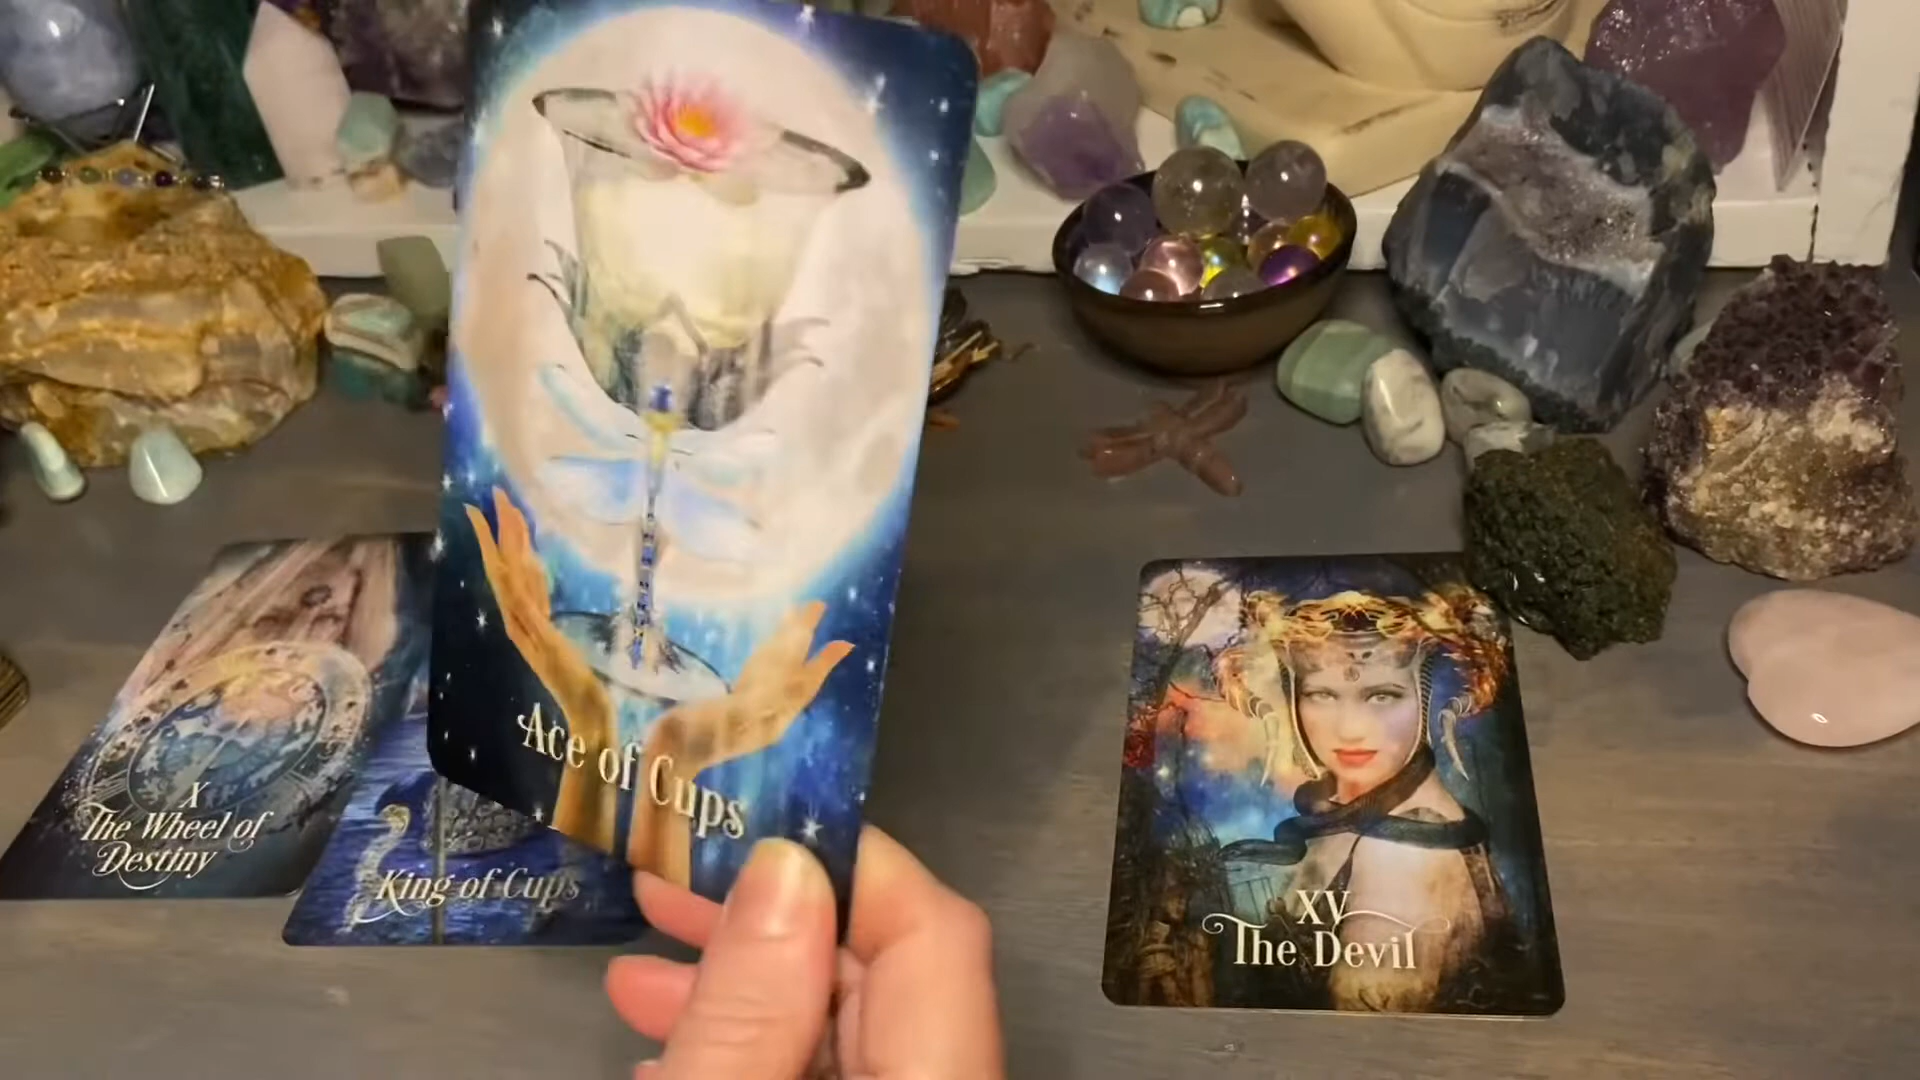 Ace of Cups
X
The Wheel of
Destiny
King of Cups
XV
The Devil